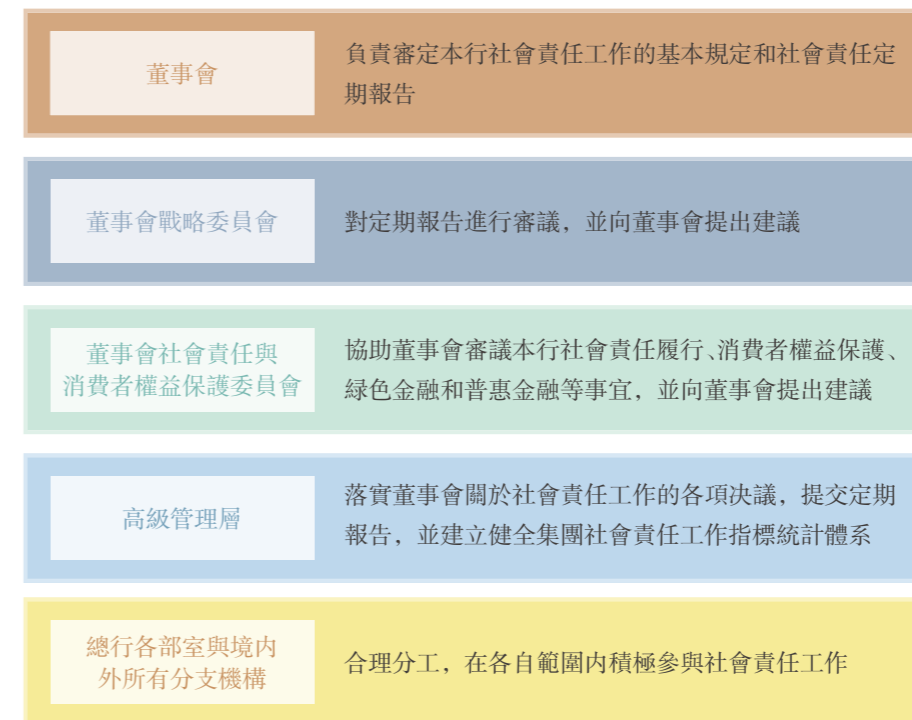 董事會
負責審定本行社會責任工作的基本規定和社會責任定
期報告
董事會戰略委員會
對定期報告進行審議，並向董事會提出建議
董事會社會責任與
消費者權益保護委員會
協助董事會審議本行社會責任履行、消費者權益保護、
緑色金融和普惠金融等事宜，並向董事會提出建議
高級管理層
落實董事會關於社會責任工作的各項決議，提交定期
報告，並建立健全集團社會責任工作指標統計體系
總行各部室與境内
外所有分支機構
合理分工，在各自範圍内積極參與社會責任工作